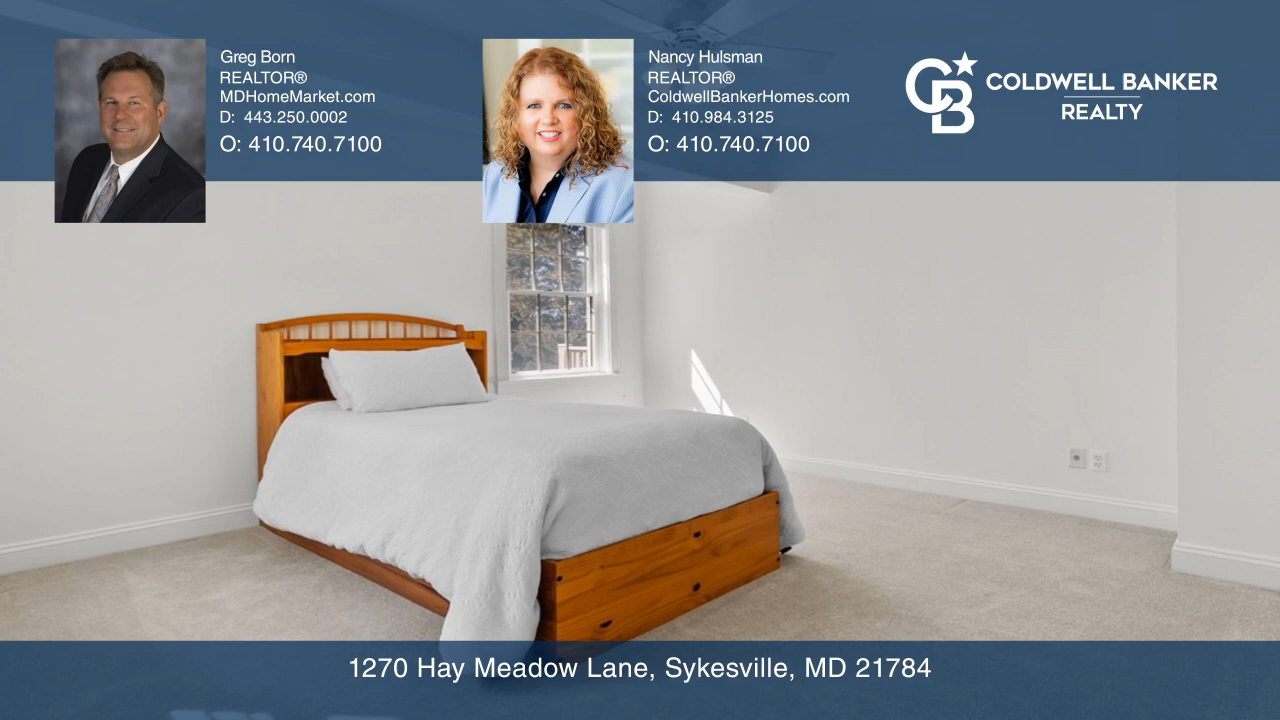 Greg Born
REALTOR®
MDHomeMarket.com
D: 443.250.0002
O: 410.740.7100
Nancy Hulsman
REALTOR®
ColdwellBankerHomes.com
D: 410.984.3125
O: 410.740.7100
CB
COLDWELL BANKER
REALTY
1270 Hay Meadow Lane, Sykesville, MD 21784